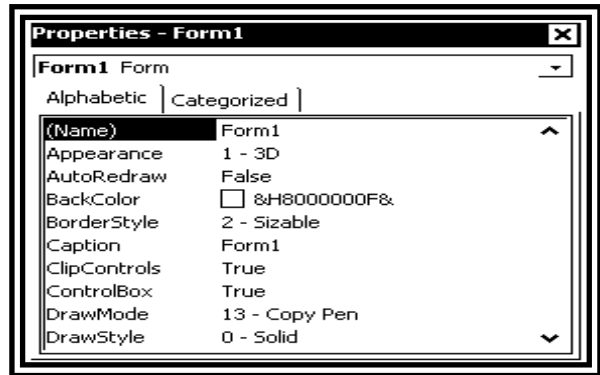 Properties - Form1
Form1 Form
Alphabetic Categorized
(Name) Form1
Appearance 1 - 3D
AutoRedraw False
BackColor &H8000000F&
BorderStyle 2 - Sizable
Caption Form1
ClipControls True
ControlBox True
DrawMode 13 - Copy Pen
DrawStyle 0 - Solid